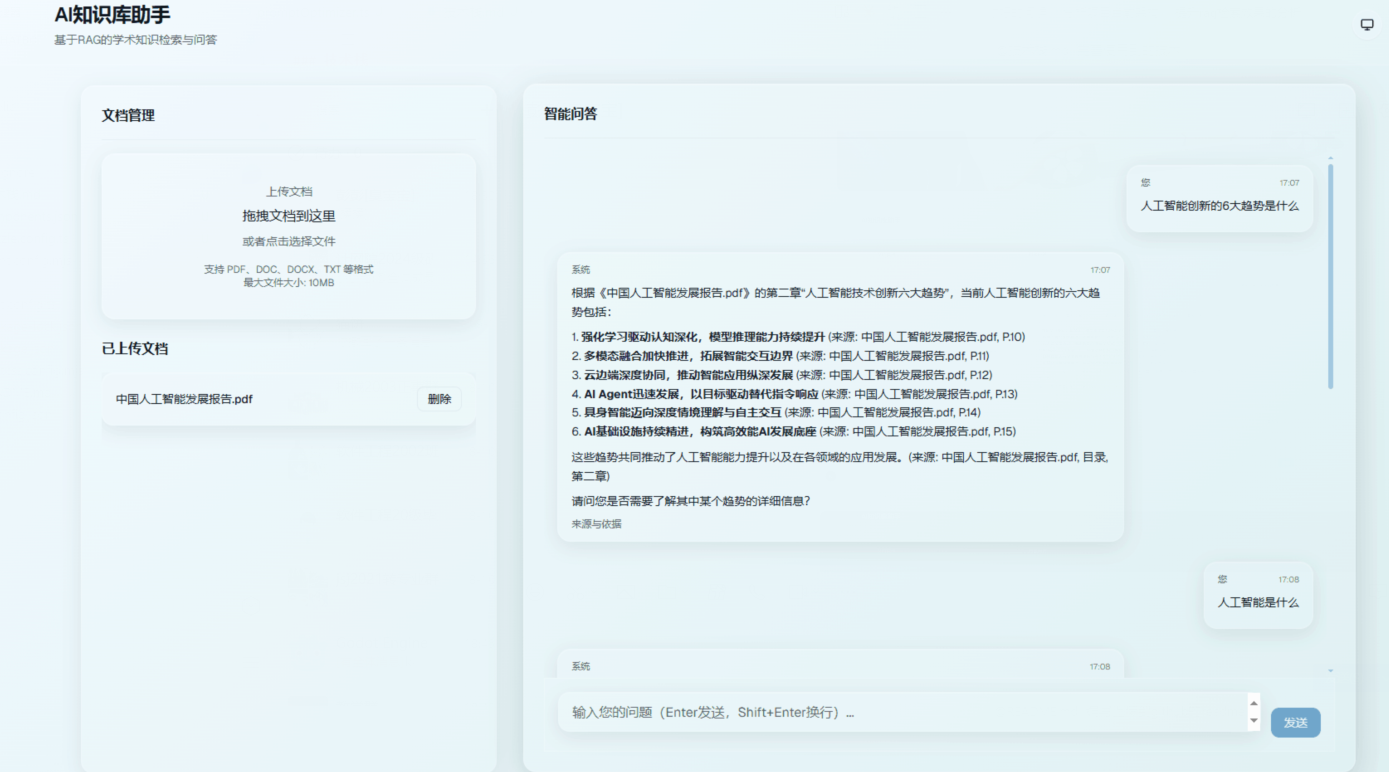 AI知识库助手
基于RAG的学术知识检索与问答
文档管理
上传文档
拖拽文档到这里
或者点击选择文件
支持 PDF、DOC、DOCX、TXT 等格式
最大文件大小: 10MB
已上传文档
中国人工智能发展报告.pdf
删除
智能问答
您 17:07
人工智能创新的6大趋势是什么
系统 17:07
根据《中国人工智能发展报告.pdf》的第二章“人工智能技术创新六大趋势”，当前人工智能创新的六大趋
势包括：
1. 强化学习驱动认知深化，模型推理能力持续提升 (来源: 中国人工智能发展报告.pdf, P.10)
2. 多模态融合加快推进，拓展智能交互边界 (来源: 中国人工智能发展报告.pdf, P.11)
3. 云边端深度协同，推动智能应用纵深发展 (来源: 中国人工智能发展报告.pdf, P.12)
4. AI Agent迅速发展，以目标驱动替代指令响应 (来源: 中国人工智能发展报告.pdf, P.13)
5. 具身智能迈向深度情境理解与自主交互 (来源: 中国人工智能发展报告.pdf, P.14)
6. AI基础设施持续精进，构筑高效能AI发展底座 (来源: 中国人工智能发展报告.pdf, P.15)
这些趋势共同推动了人工智能能力提升以及在各领域的应用发展。(来源: 中国人工智能发展报告.pdf, 目录,
第二章)
请问您是否需要了解其中某个趋势的详细信息？
来源与依据
您 17:08
人工智能是什么
系统 17:08
输入您的问题（Enter发送，Shift+Enter换行）...
发送